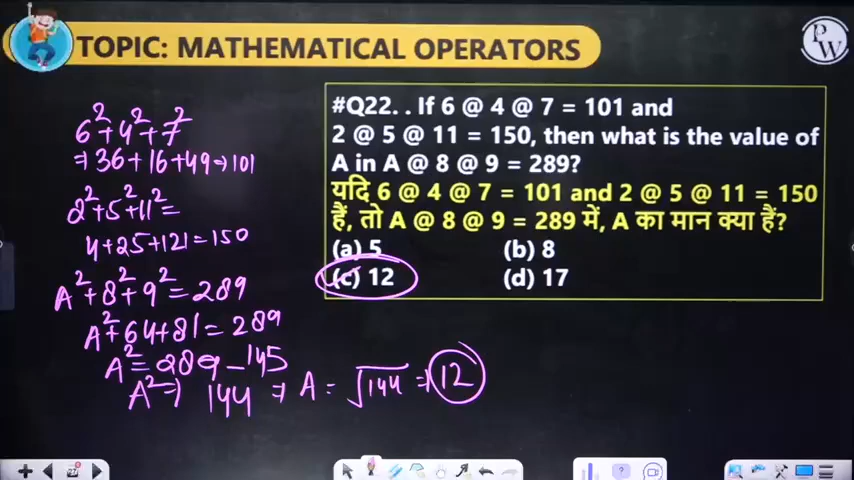 TOPIC: MATHEMATICAL OPERATORS
PW
#Q22. . If 6 @ 4 @ 7 = 101 and
2 @ 5 @ 11 = 150, then what is the value of
A in A @ 8 @ 9 = 289?
यदि 6 @ 4 @ 7 = 101 and 2 @ 5 @ 11 = 150
हैं, तो A @ 8 @ 9 = 289 में, A का मान क्या हैं?
(a) 5 (b) 8
(c) 12 (d) 17
6² + 4² + 7²
⇒ 36 + 16 + 49 ⇒ 101
2² + 5² + 11² =
4 + 25 + 121 = 150
A² + 8² + 9² = 289
A² + 64 + 81 = 289
A² = 289 - 145
A² ⇒ 144 ⇒ A = √144 ⇒ 12